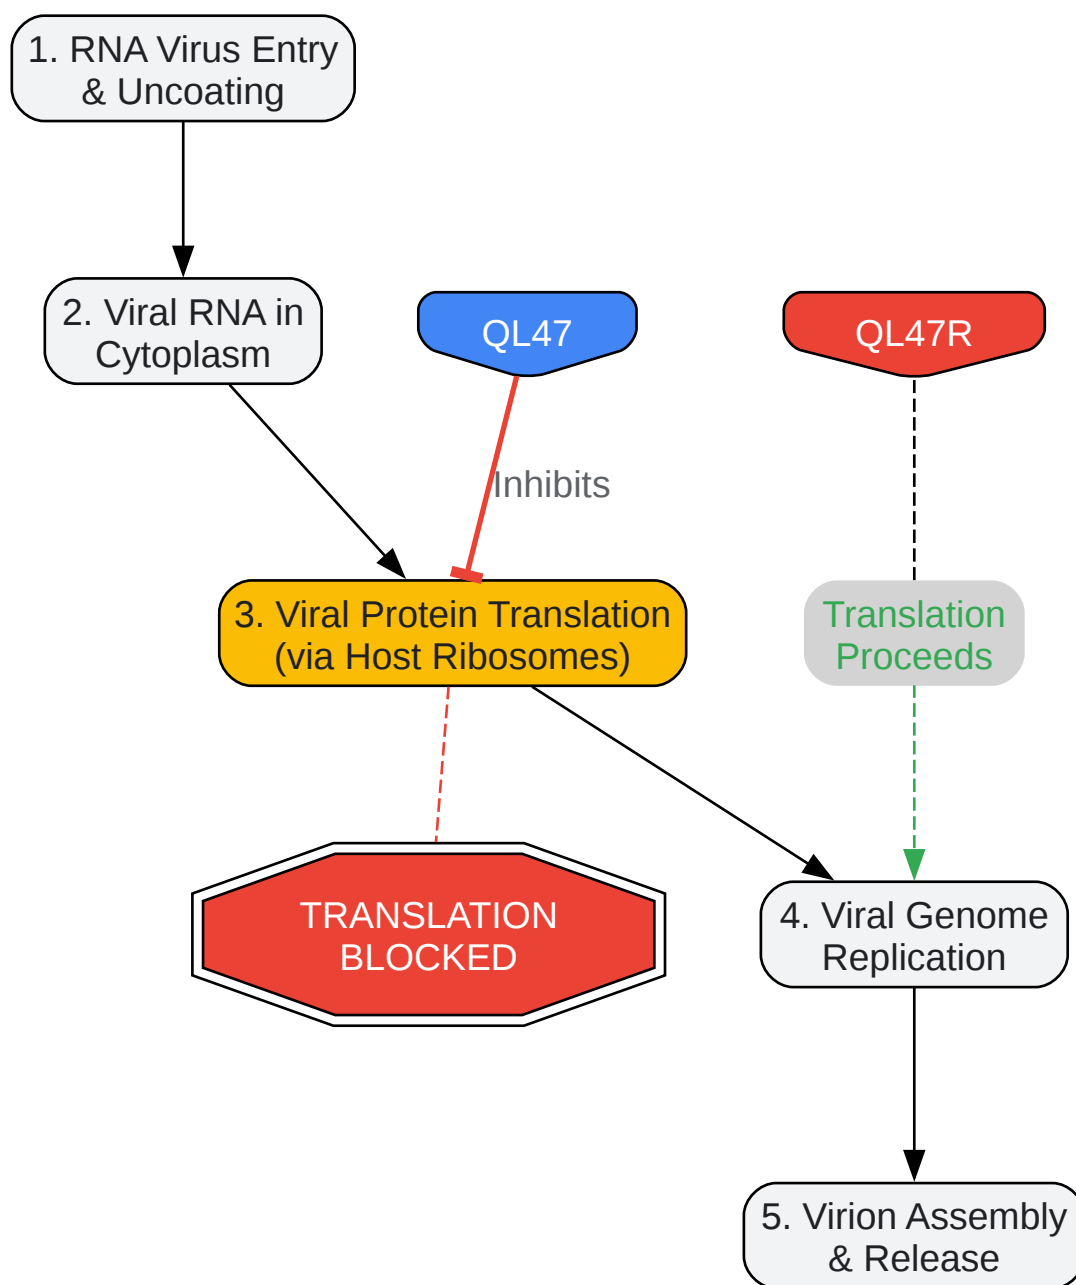 1. RNA Virus Entry
& Uncoating
2. Viral RNA in
Cytoplasm
QL47
QL47R
Inhibits
3. Viral Protein Translation
(via Host Ribosomes)
Translation
Proceeds
TRANSLATION
BLOCKED
4. Viral Genome
Replication
5. Virion Assembly
& Release